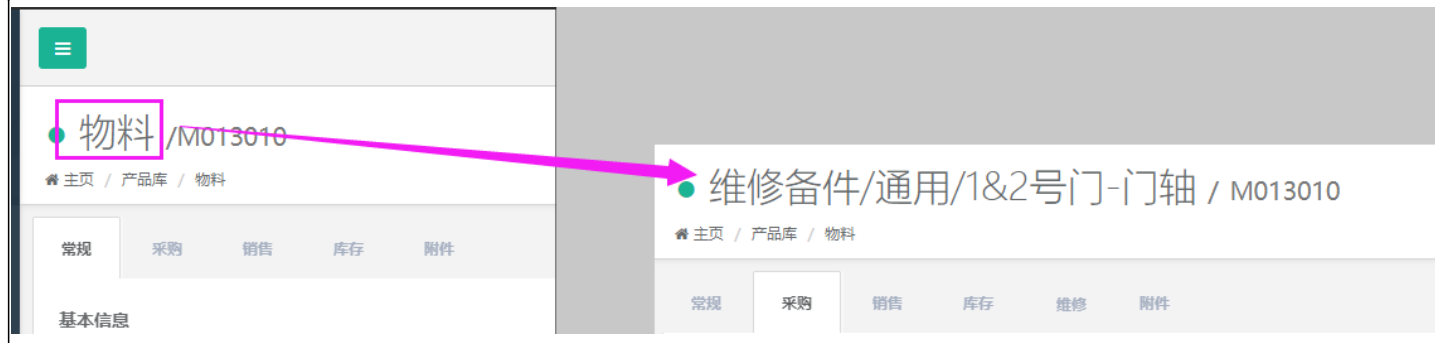 物料 /M013010
主页 / 产品库 / 物料
常规 采购 销售 库存 附件
基本信息
维修备件/通用/1&2号门-门轴 / M013010
主页 / 产品库 / 物料
常规 采购 销售 库存 维修 附件